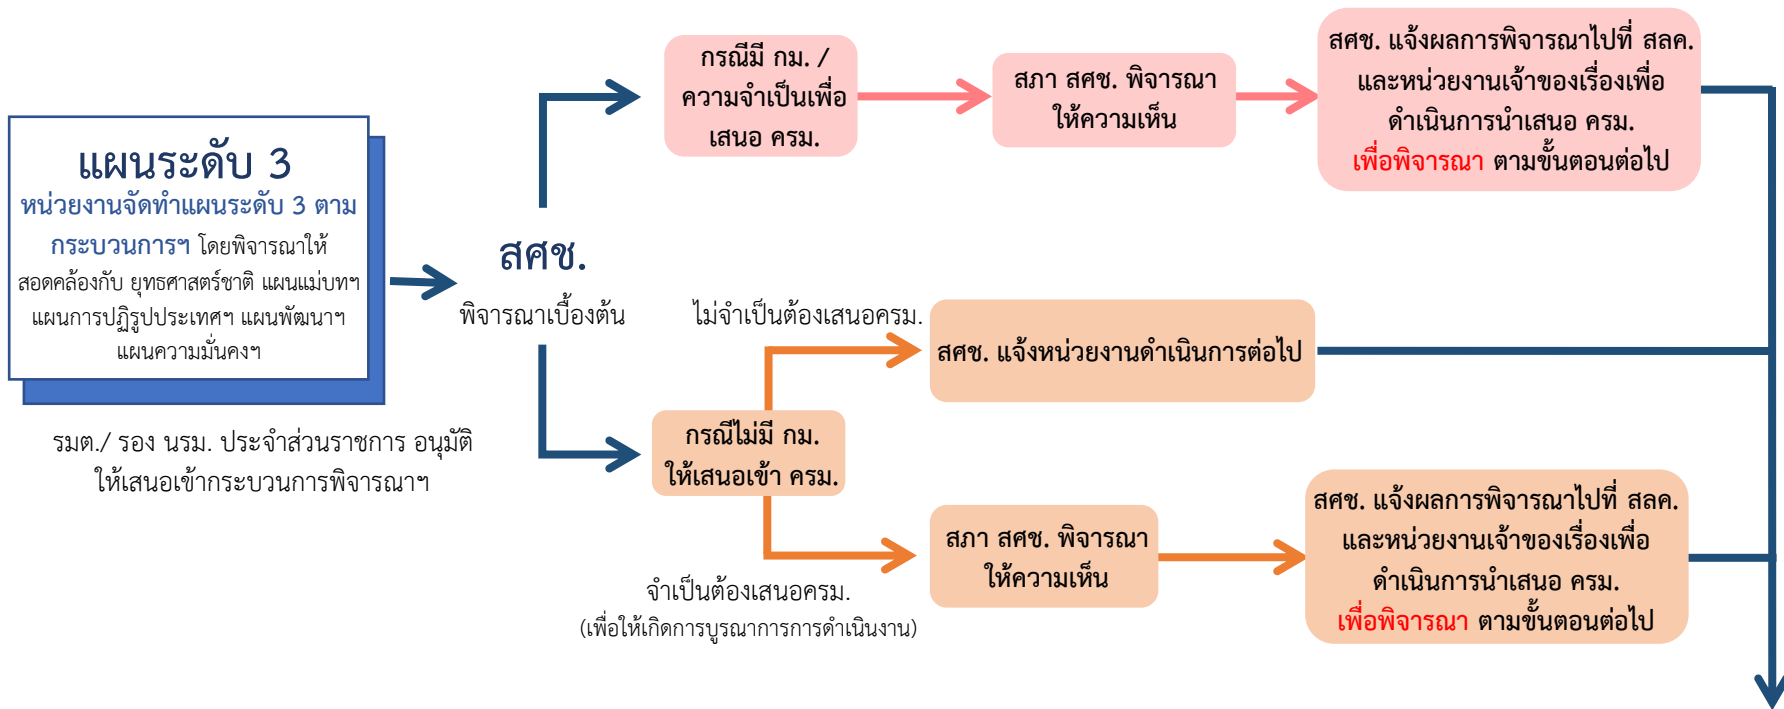 แผนระดับ 3
หน่วยงานจัดทำแผนระดับ 3 ตาม
กระบวนการฯ โดยพิจารณาให้
สอดคล้องกับ ยุทธศาสตร์ชาติ แผนแม่บทฯ
แผนการปฏิรูปประเทศฯ แผนพัฒนาฯ
แผนความมั่นคงฯ
รมต./ รอง นรม. ประจำส่วนราชการ อนุมัติ
ให้เสนอเข้ากระบวนการพิจารณาฯ
สศช.
พิจารณาเบื้องต้น
กรณีมี กม. /
ความจำเป็นเพื่อ
เสนอ ครม.
สภา สศช. พิจารณา
ให้ความเห็น
สศช. แจ้งผลการพิจารณาไปที่ สลค.
และหน่วยงานเจ้าของเรื่องเพื่อ
ดำเนินการนำเสนอ ครม.
เพื่อพิจารณา ตามขั้นตอนต่อไป
ไม่จำเป็นต้องเสนอครม.
สศช. แจ้งหน่วยงานดำเนินการต่อไป
กรณีไม่มี กม.
ให้เสนอเข้า ครม.
จำเป็นต้องเสนอครม.
(เพื่อให้เกิดการบูรณาการการดำเนินงาน)
สภา สศช. พิจารณา
ให้ความเห็น
สศช. แจ้งผลการพิจารณาไปที่ สลค.
และหน่วยงานเจ้าของเรื่องเพื่อ
ดำเนินการนำเสนอ ครม.
เพื่อพิจารณา ตามขั้นตอนต่อไป